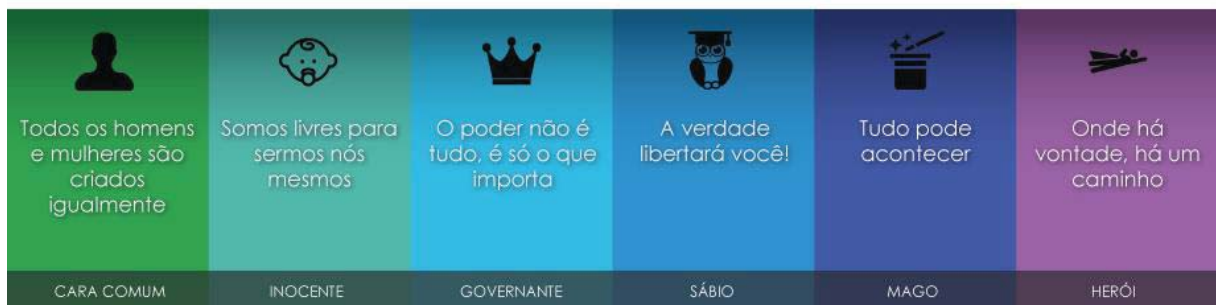 Todos os homens
e mulheres são
criados
igualmente
Somos livres para
sermos nós
mesmos
O poder não é
tudo, é só o que
importa
A verdade
libertará você!
Tudo pode
acontecer
Onde há
vontade, há um
caminho
CARA COMUM
INOCENTE
GOVERNANTE
SÁBIO
MAGO
HERÓI